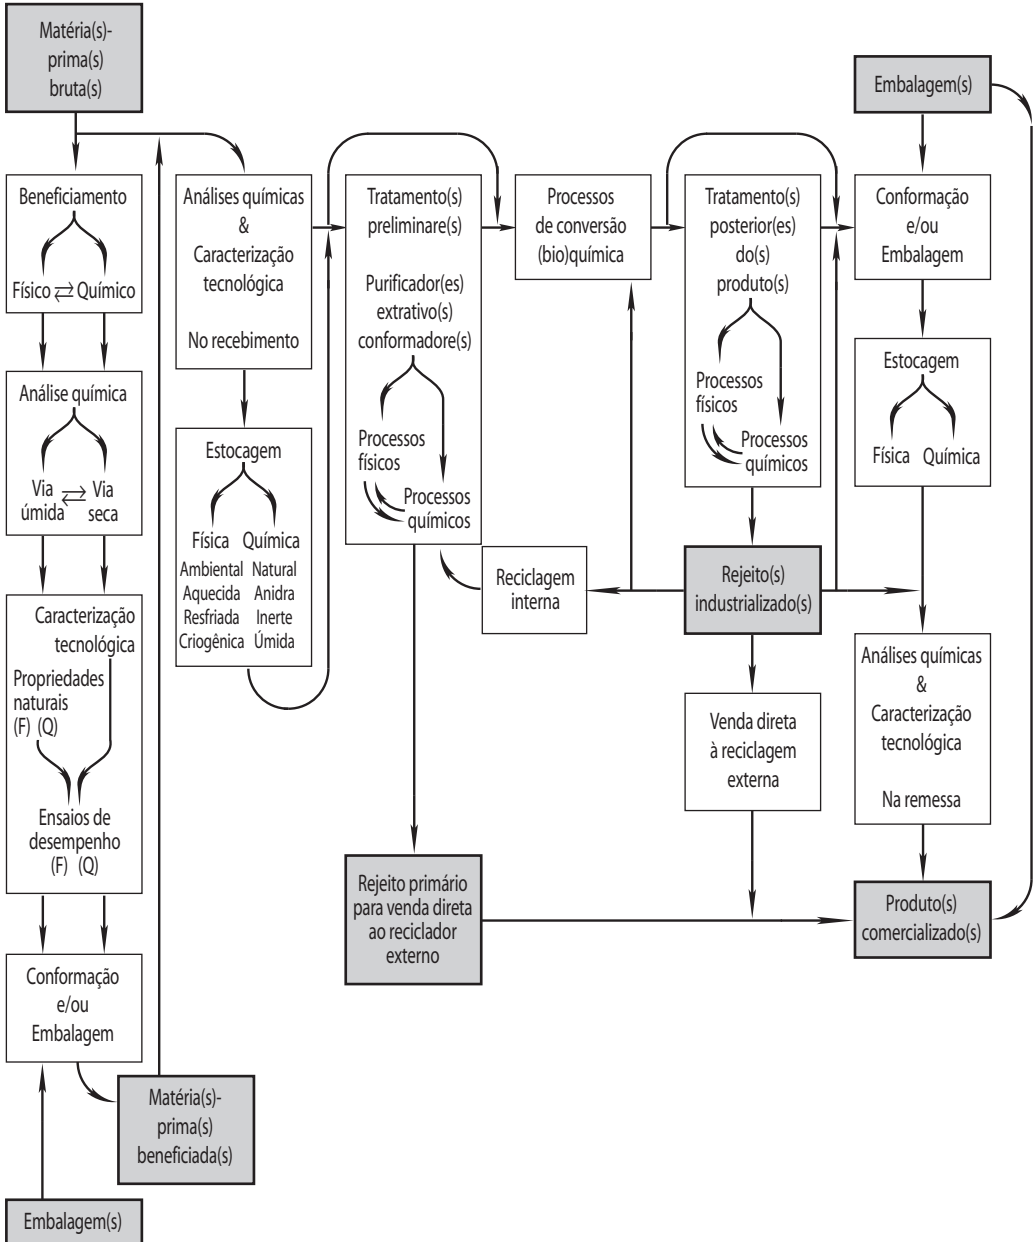 Matéria(s)-
prima(s)
bruta(s)
Beneficiamento
Físico ⇄ Químico
Análise química
Via ⇄ Via
úmida seca
Caracterização
tecnológica
Propriedades
naturais
(F) (Q)
Ensaios de
desempenho
(F) (Q)
Conformação
e/ou
Embalagem
Matéria(s)-
prima(s)
beneficiada(s)
Embalagem(s)
Análises químicas
&
Caracterização
tecnológica
No recebimento
Estocagem
Física Química
Ambiental Natural
Aquecida Anidra
Resfriada Inerte
Criogênica Úmida
Tratamento(s)
preliminare(s)
Purificador(es)
extrativo(s)
conformadore(s)
Processos
físicos
Processos
químicos
Rejeito primário
para venda direta
ao reciclador
externo
Processos
de conversão
(bio)química
Reciclagem
interna
Tratamento(s)
posterior(es)
do(s)
produto(s)
Processos
físicos
Processos
químicos
Rejeito(s)
industrializado(s)
Venda direta
à reciclagem
externa
Embalagem(s)
Conformação
e/ou
Embalagem
Estocagem
Física Química
Análises químicas
&
Caracterização
tecnológica
Na remessa
Produto(s)
comercializado(s)